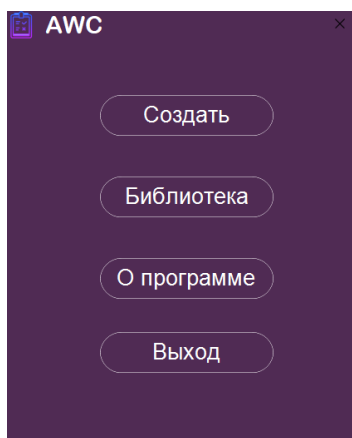 AWC
Создать
Библиотека
О программе
Выход